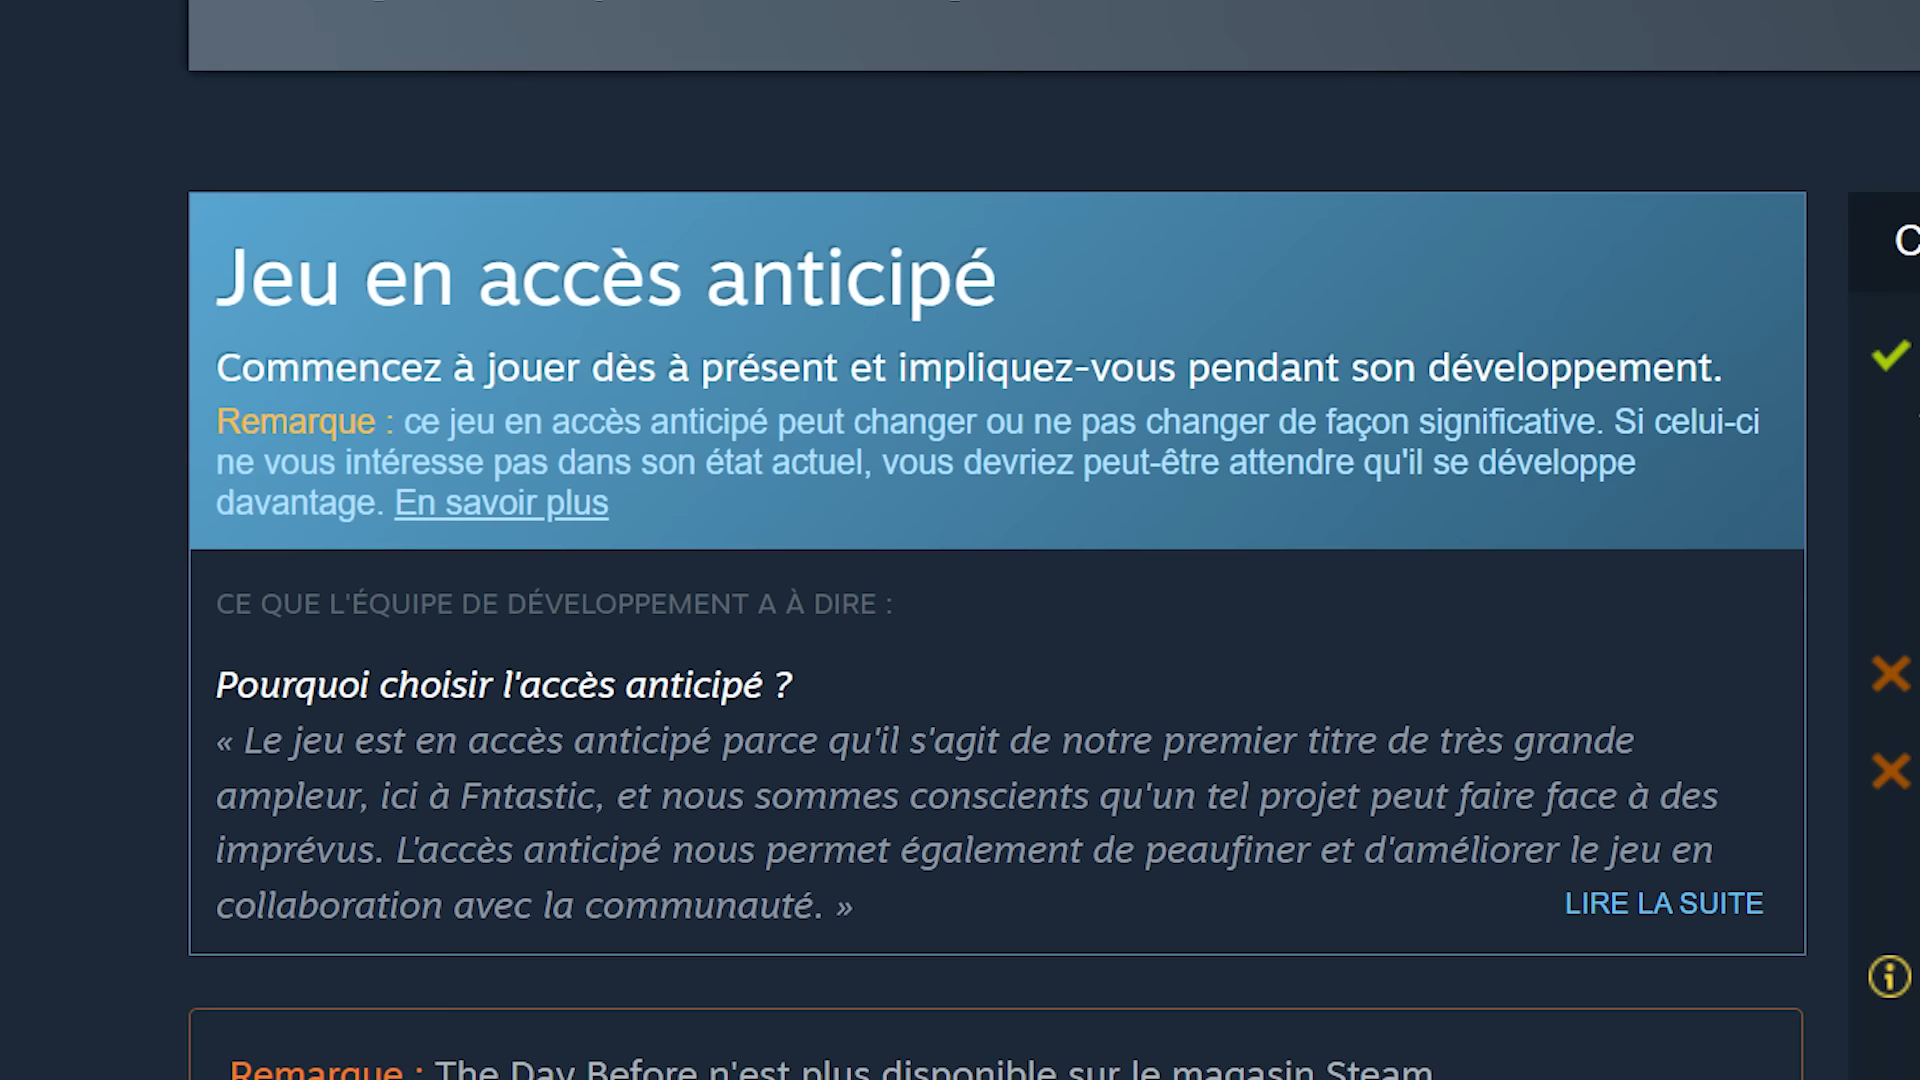 Jeu en accès anticipé
Commencez à jouer dès à présent et impliquez-vous pendant son développement.
Remarque : ce jeu en accès anticipé peut changer ou ne pas changer de façon significative. Si celui-ci
ne vous intéresse pas dans son état actuel, vous devriez peut-être attendre qu'il se développe
davantage. En savoir plus
CE QUE L'ÉQUIPE DE DÉVELOPPEMENT A À DIRE :
Pourquoi choisir l'accès anticipé ?
« Le jeu est en accès anticipé parce qu'il s'agit de notre premier titre de très grande
ampleur, ici à Fntastic, et nous sommes conscients qu'un tel projet peut faire face à des
imprévus. L'accès anticipé nous permet également de peaufiner et d'améliorer le jeu en
collaboration avec la communauté. »
LIRE LA SUITE
Remarque : The Day Before n'est plus disponible sur le magasin Steam